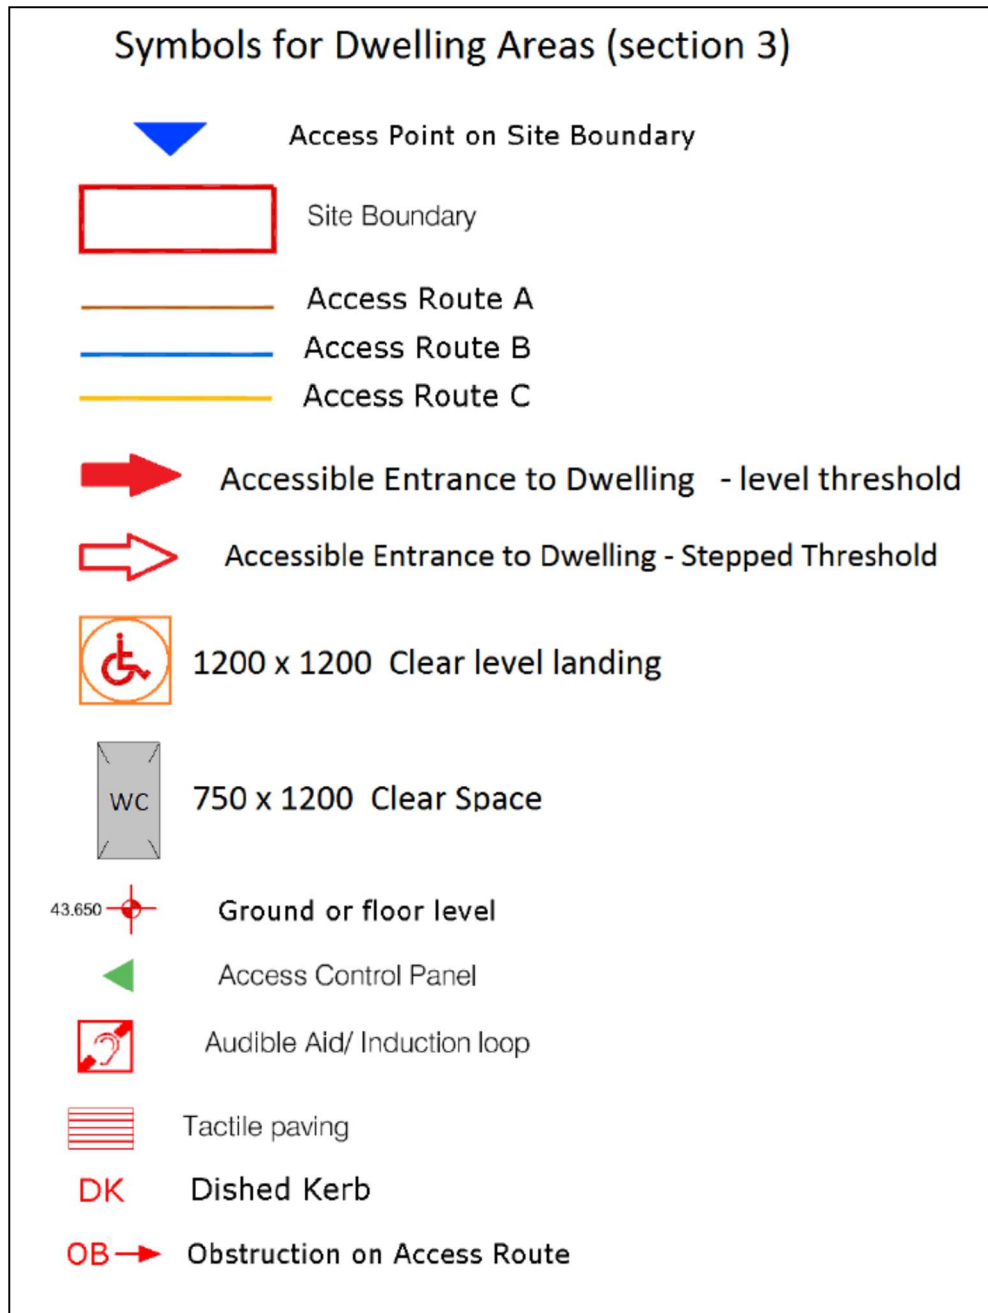 Symbols for Dwelling Areas (section 3)
Access Point on Site Boundary
Site Boundary
Access Route A
Access Route B
Access Route C
Accessible Entrance to Dwelling - level threshold
Accessible Entrance to Dwelling - Stepped Threshold
1200 x 1200 Clear level landing
WC 750 x 1200 Clear Space
43.650 Ground or floor level
Access Control Panel
Audible Aid/ Induction loop
Tactile paving
DK Dished Kerb
OB Obstruction on Access Route